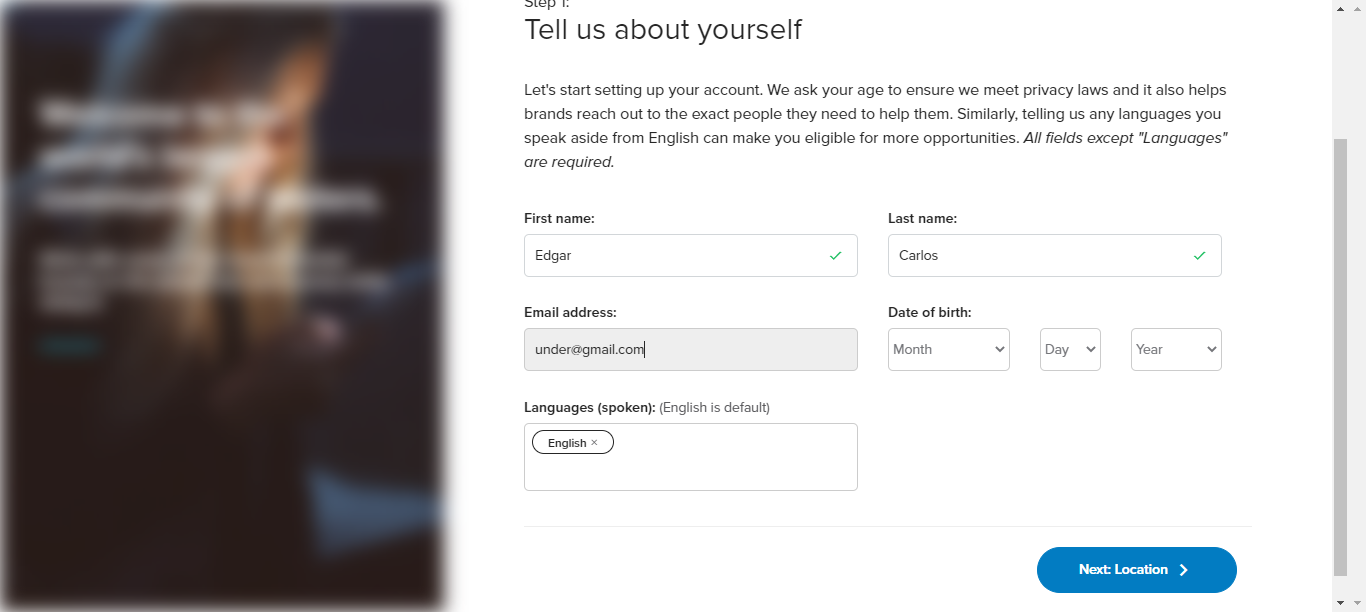 Step 1:
Tell us about yourself
Let's start setting up your account. We ask your age to ensure we meet privacy laws and it also helps
brands reach out to the exact people they need to help them. Similarly, telling us any languages you
speak aside from English can make you eligible for more opportunities. All fields except "Languages"
are required.
First name:
Last name:
Edgar
Carlos
Email address:
Date of birth:
under@gmail.com
Month
Day
Year
Languages (spoken): (English is default)
English ×
Next: Location